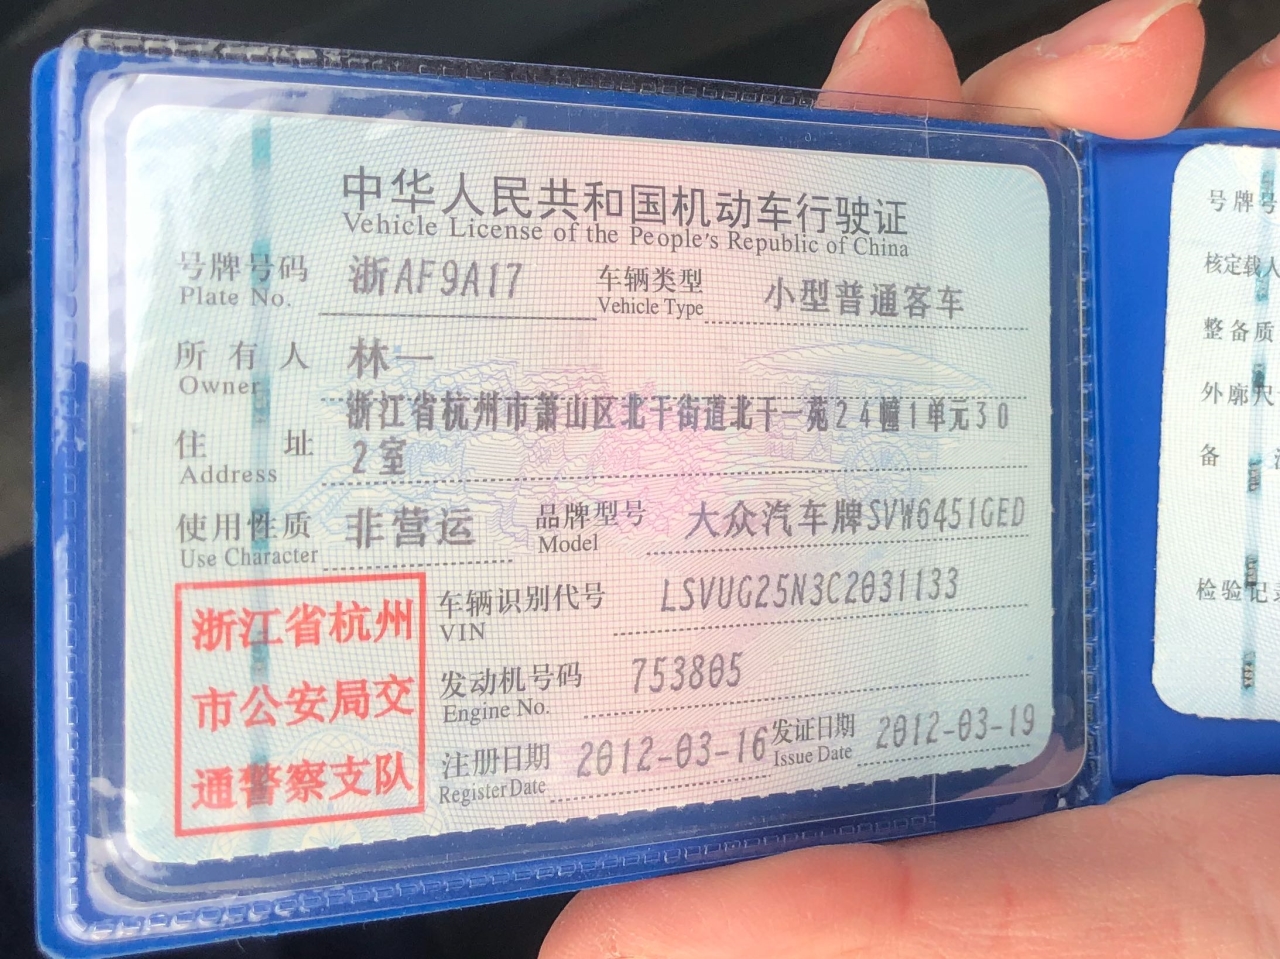 中华人民共和国机动车行驶证
Vehicle License of the People's Republic of China
号牌号码 浙AF9A17 车辆类型 小型普通客车
Plate No. Vehicle Type
所有人 林一
Owner
浙江省杭州市萧山区北干街道北干一苑24幢1单元30
住址 2室
Address
使用性质 非营运 品牌型号 大众汽车牌SVW6451GED
Use Character Model
浙江省杭州
市公安局交
通警察支队
车辆识别代号 LSVUG25N3C2031133
VIN
发动机号码 753805
Engine No.
注册日期 2012-03-16 发证日期 2012-03-19
Register Date Issue Date
号牌号
核定载人
整备质
外廓尺
备
检验记录